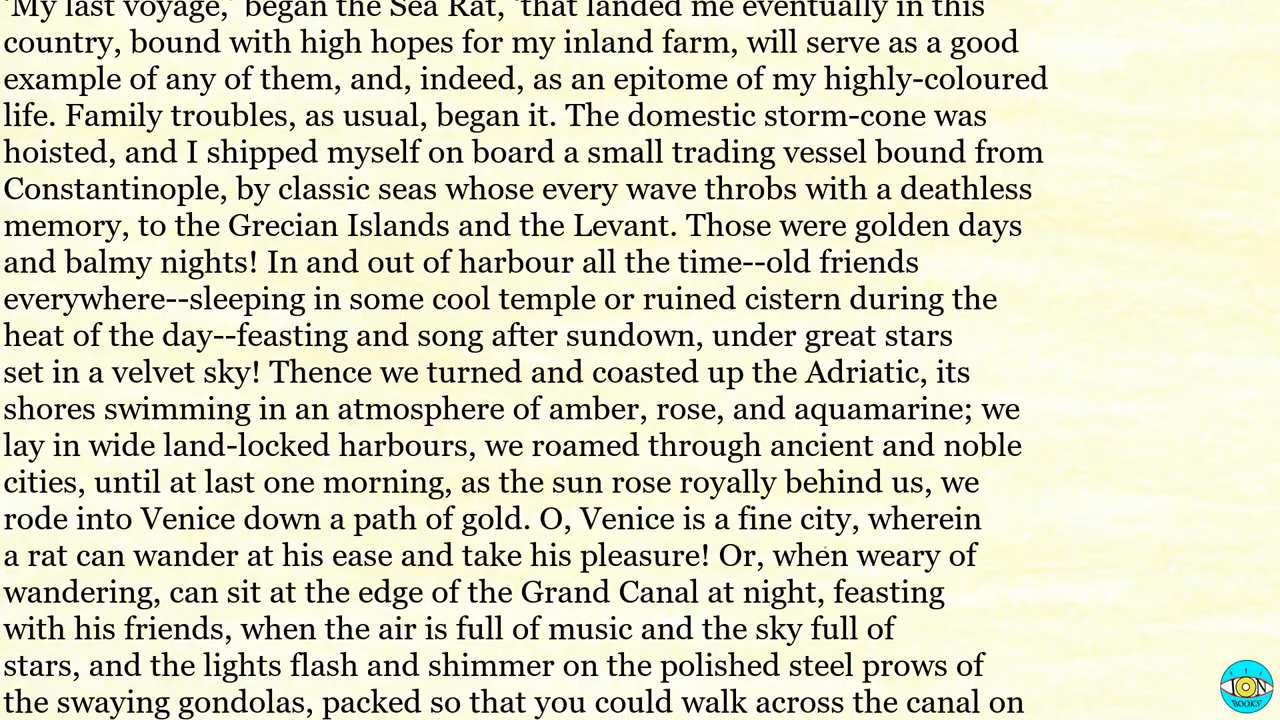 'My last voyage,' began the Sea Rat, 'that landed me eventually in this
country, bound with high hopes for my inland farm, will serve as a good
example of any of them, and, indeed, as an epitome of my highly-coloured
life. Family troubles, as usual, began it. The domestic storm-cone was
hoisted, and I shipped myself on board a small trading vessel bound from
Constantinople, by classic seas whose every wave throbs with a deathless
memory, to the Grecian Islands and the Levant. Those were golden days
and balmy nights! In and out of harbour all the time--old friends
everywhere--sleeping in some cool temple or ruined cistern during the
heat of the day--feasting and song after sundown, under great stars
set in a velvet sky! Thence we turned and coasted up the Adriatic, its
shores swimming in an atmosphere of amber, rose, and aquamarine; we
lay in wide land-locked harbours, we roamed through ancient and noble
cities, until at last one morning, as the sun rose royally behind us, we
rode into Venice down a path of gold. O, Venice is a fine city, wherein
a rat can wander at his ease and take his pleasure! Or, when weary of
wandering, can sit at the edge of the Grand Canal at night, feasting
with his friends, when the air is full of music and the sky full of
stars, and the lights flash and shimmer on the polished steel prows of
the swaying gondolas, packed so that you could walk across the canal on
ION
BOOKS